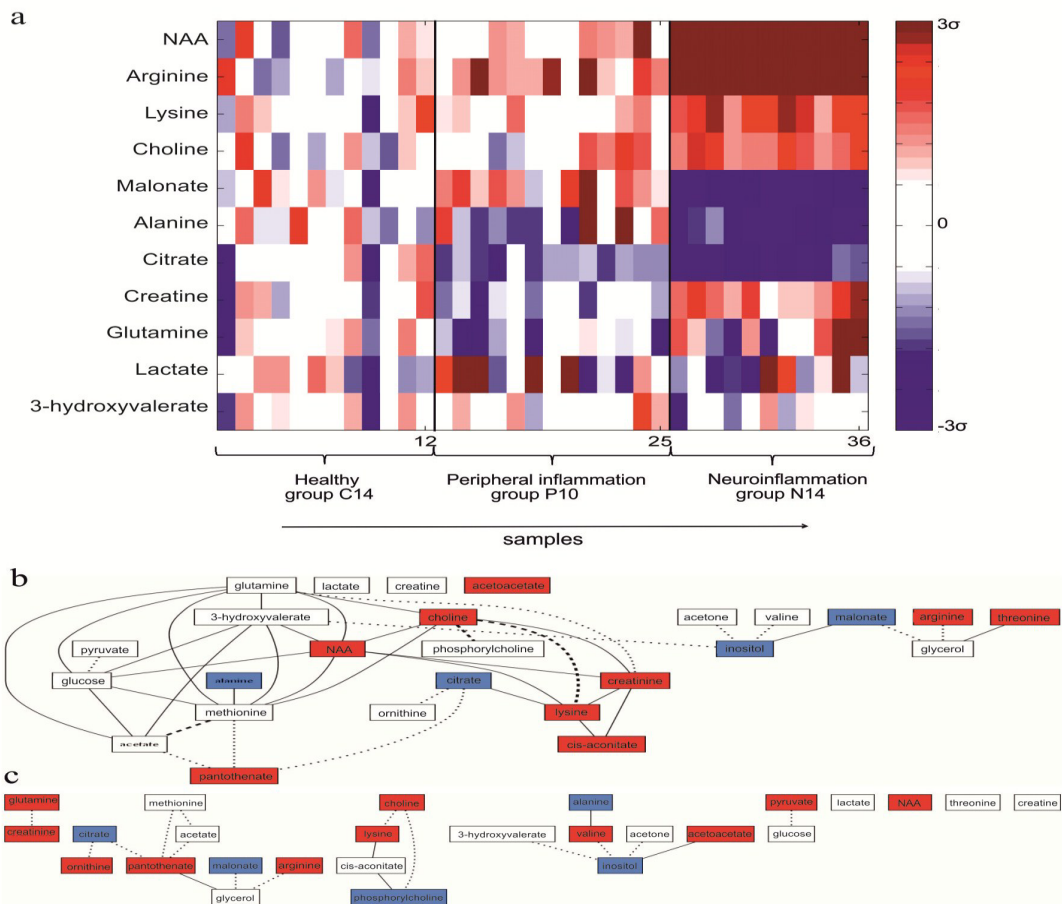 a
NAA
Arginine
Lysine
Choline
Malonate
Alanine
Citrate
Creatine
Glutamine
Lactate
3-hydroxyvalerate
3σ
0
-3σ
12
25
36
Healthy
group C14
Peripheral inflammation
group P10
Neuroinflammation
group N14
samples
b
glutamine
lactate
creatine
acetoacetate
3-hydroxyvalerate
choline
acetone
valine
malonate
arginine
threonine
pyruvate
NAA
phosphorylcholine
inositol
glycerol
glucose
alanine
citrate
creatinine
methionine
ornithine
lysine
acetate
cis-aconitate
pantothenate
c
glutamine
methionine
choline
alanine
pyruvate
lactate
NAA
threonine
creatine
creatinine
citrate
acetate
lysine
3-hydroxyvalerate
valine
acetone
acetoacetate
glucose
ornithine
pantothenate
malonate
arginine
cis-aconitate
inositol
glycerol
phosphorylcholine